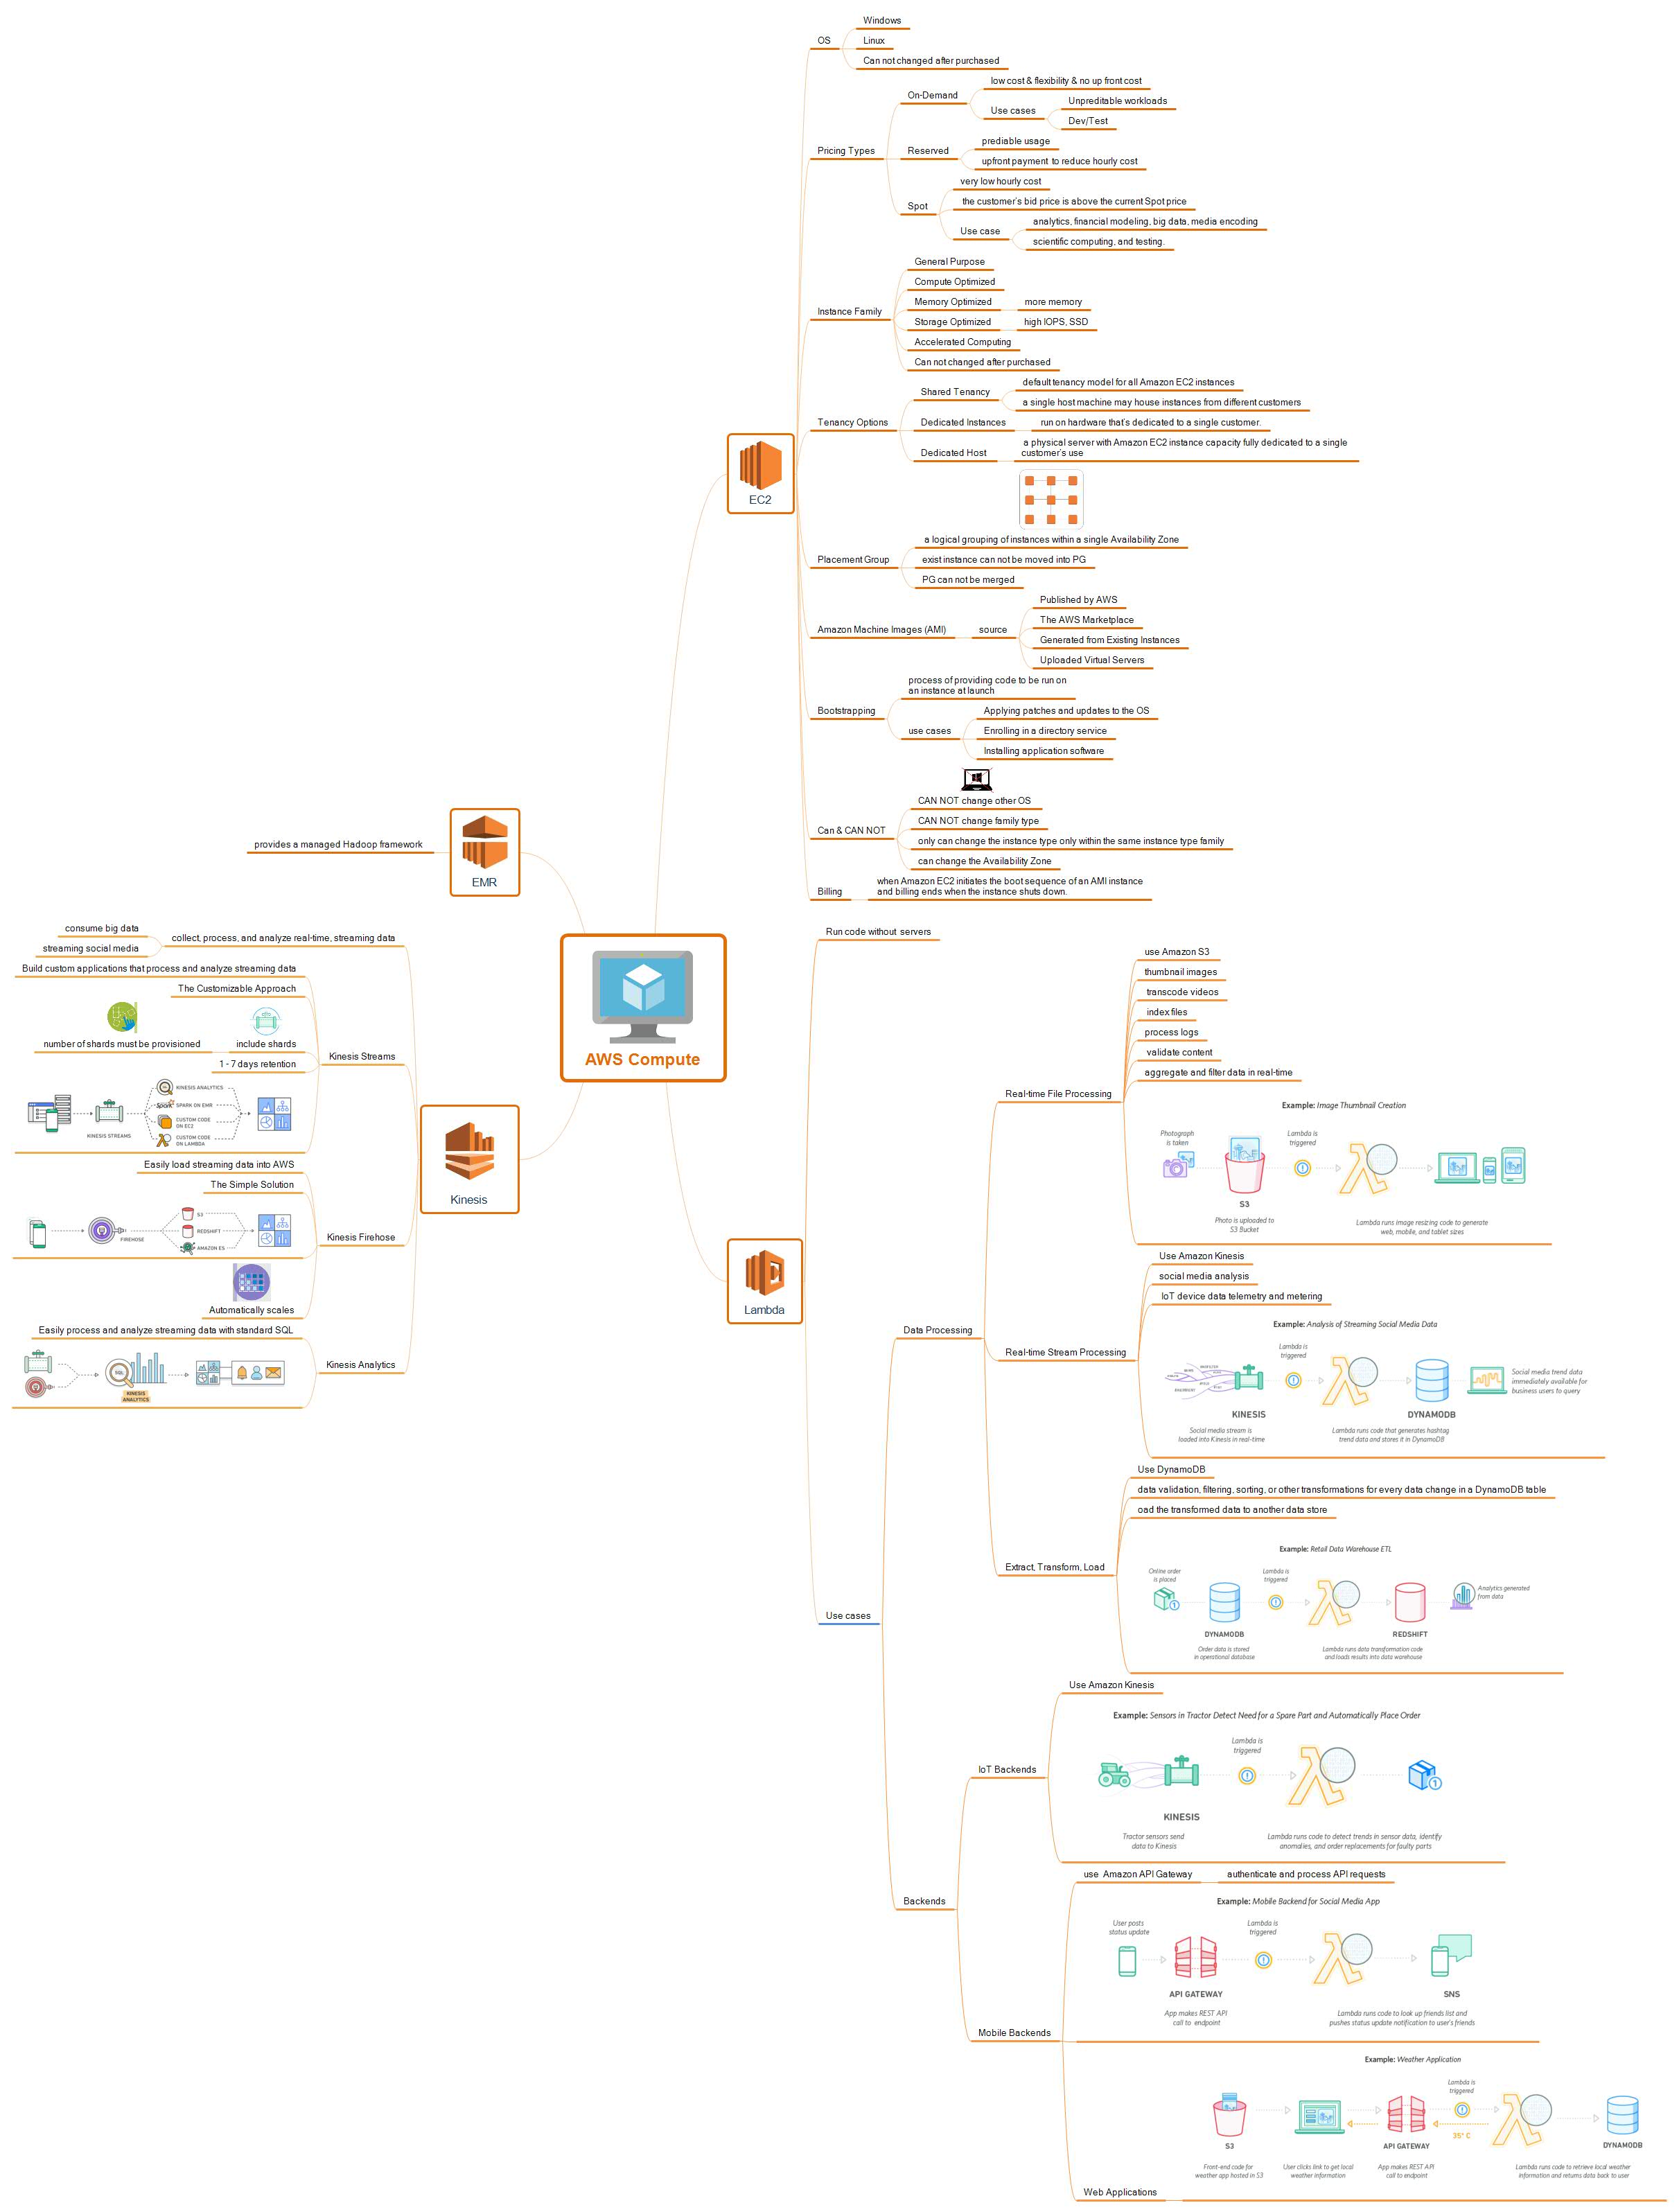 AWS Compute
EC2
OS
Windows
Linux
Can not changed after purchased
Pricing Types
On-Demand
low cost & flexibility & no up front cost
Use cases
Unpreditable workloads
Dev/Test
Reserved
prediable usage
upfront payment to reduce hourly cost
Spot
very low hourly cost
the customer's bid price is above the current Spot price
Use case
analytics, financial modeling, big data, media encoding
scientific computing, and testing.
Instance Family
General Purpose
Compute Optimized
Memory Optimized
more memory
Storage Optimized
high IOPS, SSD
Accelerated Computing
Can not changed after purchased
Tenancy Options
Shared Tenancy
default tenancy model for all Amazon EC2 instances
a single host machine may house instances from different customers
Dedicated Instances
run on hardware that's dedicated to a single customer.
Dedicated Host
a physical server with Amazon EC2 instance capacity fully dedicated to a single
customer's use
Placement Group
a logical grouping of instances within a single Availability Zone
exist instance can not be moved into PG
PG can not be merged
Amazon Machine Images (AMI)
source
Published by AWS
The AWS Marketplace
Generated from Existing Instances
Uploaded Virtual Servers
Bootstrapping
process of providing code to be run on
an instance at launch
use cases
Applying patches and updates to the OS
Enrolling in a directory service
Installing application software
Can & CAN NOT
CAN NOT change other OS
CAN NOT change family type
only can change the instance type only within the same instance type family
can change the Availability Zone
Billing
when Amazon EC2 initiates the boot sequence of an AMI instance
and billing ends when the instance shuts down.
EMR
provides a managed Hadoop framework
Kinesis
collect, process, and analyze real-time, streaming data
consume big data
streaming social media
Kinesis Streams
Build custom applications that process and analyze streaming data
The Customizable Approach
include shards
number of shards must be provisioned
1 - 7 days retention
KINESIS STREAMS
KINESIS ANALYTICS
Spark
SPARK ON EMR
CUSTOM CODE
ON EC2
CUSTOM CODE
ON LAMBDA
Kinesis Firehose
Easily load streaming data into AWS
The Simple Solution
FIREHOSE
S3
REDSHIFT
AMAZON ES
Automatically scales
Kinesis Analytics
Easily process and analyze streaming data with standard SQL
SQL
KINESIS
ANALYTICS
Lambda
Run code without servers
Use cases
Data Processing
Real-time File Processing
use Amazon S3
thumbnail images
transcode videos
index files
process logs
validate content
aggregate and filter data in real-time
Example: Image Thumbnail Creation
Photograph
is taken
Lambda is
triggered
S3
Photo is uploaded to
S3 Bucket
Lambda runs image resizing code to generate
web, mobile, and tablet sizes
Real-time Stream Processing
Use Amazon Kinesis
social media analysis
IoT device data telemetry and metering
Example: Analysis of Streaming Social Media Data
Lambda is
triggered
Social media trend data
immediately available for
business users to query
KINESIS
DYNAMODB
Social media stream is
loaded into Kinesis in real-time
Lambda runs code that generates hashtag
trend data and stores it in DynamoDB
Extract, Transform, Load
Use DynamoDB
data validation, filtering, sorting, or other transformations for every data change in a DynamoDB table
oad the transformed data to another data store
Example: Retail Data Warehouse ETL
Online order
is placed
1
Lambda is
triggered
Analytics generated
from data
DYNAMODB
REDSHIFT
Order data is stored
in operational database
Lambda runs data transformation code
and loads results into data warehouse
Backends
IoT Backends
Use Amazon Kinesis
Example: Sensors in Tractor Detect Need for a Spare Part and Automatically Place Order
Lambda is
triggered
1
KINESIS
Tractor sensors send
data to Kinesis
Lambda runs code to detect trends in sensor data, identify
anomalies, and order replacements for faulty parts
Mobile Backends
use Amazon API Gateway
authenticate and process API requests
Example: Mobile Backend for Social Media App
User posts
status update
Lambda is
triggered
API GATEWAY
SNS
App makes REST API
call to endpoint
Lambda runs code to look up friends list and
pushes status update notification to user's friends
Web Applications
Example: Weather Application
Lambda is
triggered
35° C
S3
API GATEWAY
DYNAMODB
Front-end code for
weather app hosted in S3
User clicks link to get local
weather information
App makes REST API
call to endpoint
Lambda runs code to retrieve local weather
information and returns data back to user